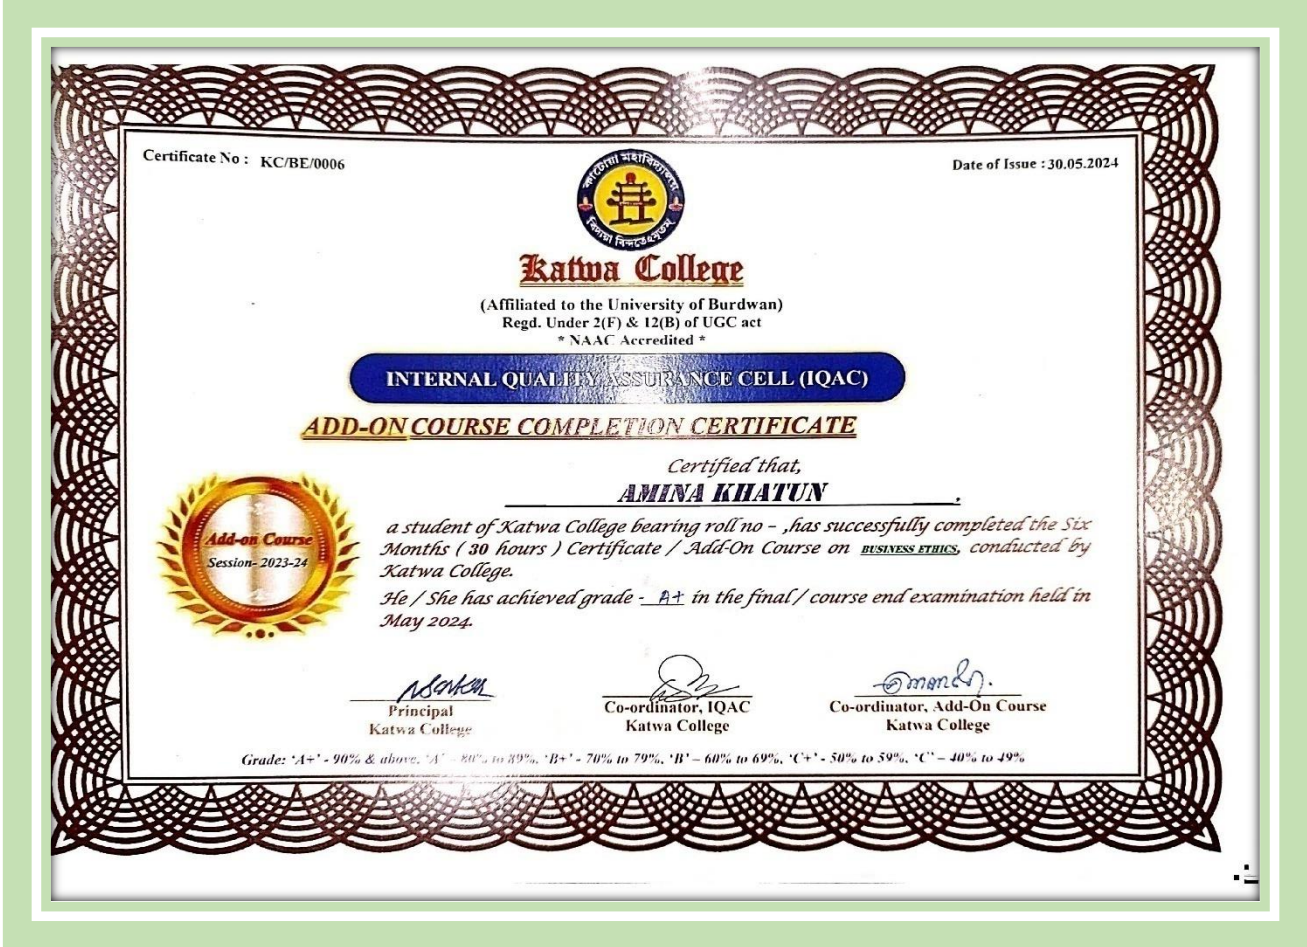 Certificate No : KC/BE/0006
Date of Issue : 30.05.2024
কাটোয়া মহাবিদ্যালয়
Katwa College
(Affiliated to the University of Burdwan)
Regd. Under 2(F) & 12(B) of UGC act
* NAAC Accredited *
INTERNAL QUALITY ASSURANCE CELL (IQAC)
ADD-ON COURSE COMPLETION CERTIFICATE
Certified that,
AMINA KHATUN ,
a student of Katwa College bearing roll no – ,has successfully completed the Six
Months ( 30 hours ) Certificate / Add-On Course on BUSINESS ETHICS, conducted by
Katwa College.
He / She has achieved grade - A+ in the final / course end examination held in
May 2024.
Add-on Course
Session- 2023-24
Principal
Katwa College
Co-ordinator, IQAC
Katwa College
Co-ordinator, Add-On Course
Katwa College
Grade: ‘A+’ - 90% & above, ‘A’ - 80% to 89%, ‘B+’ - 70% to 79%, ‘B’ – 60% to 69%, ‘C+’ - 50% to 59%, ‘C’ – 40% to 49%